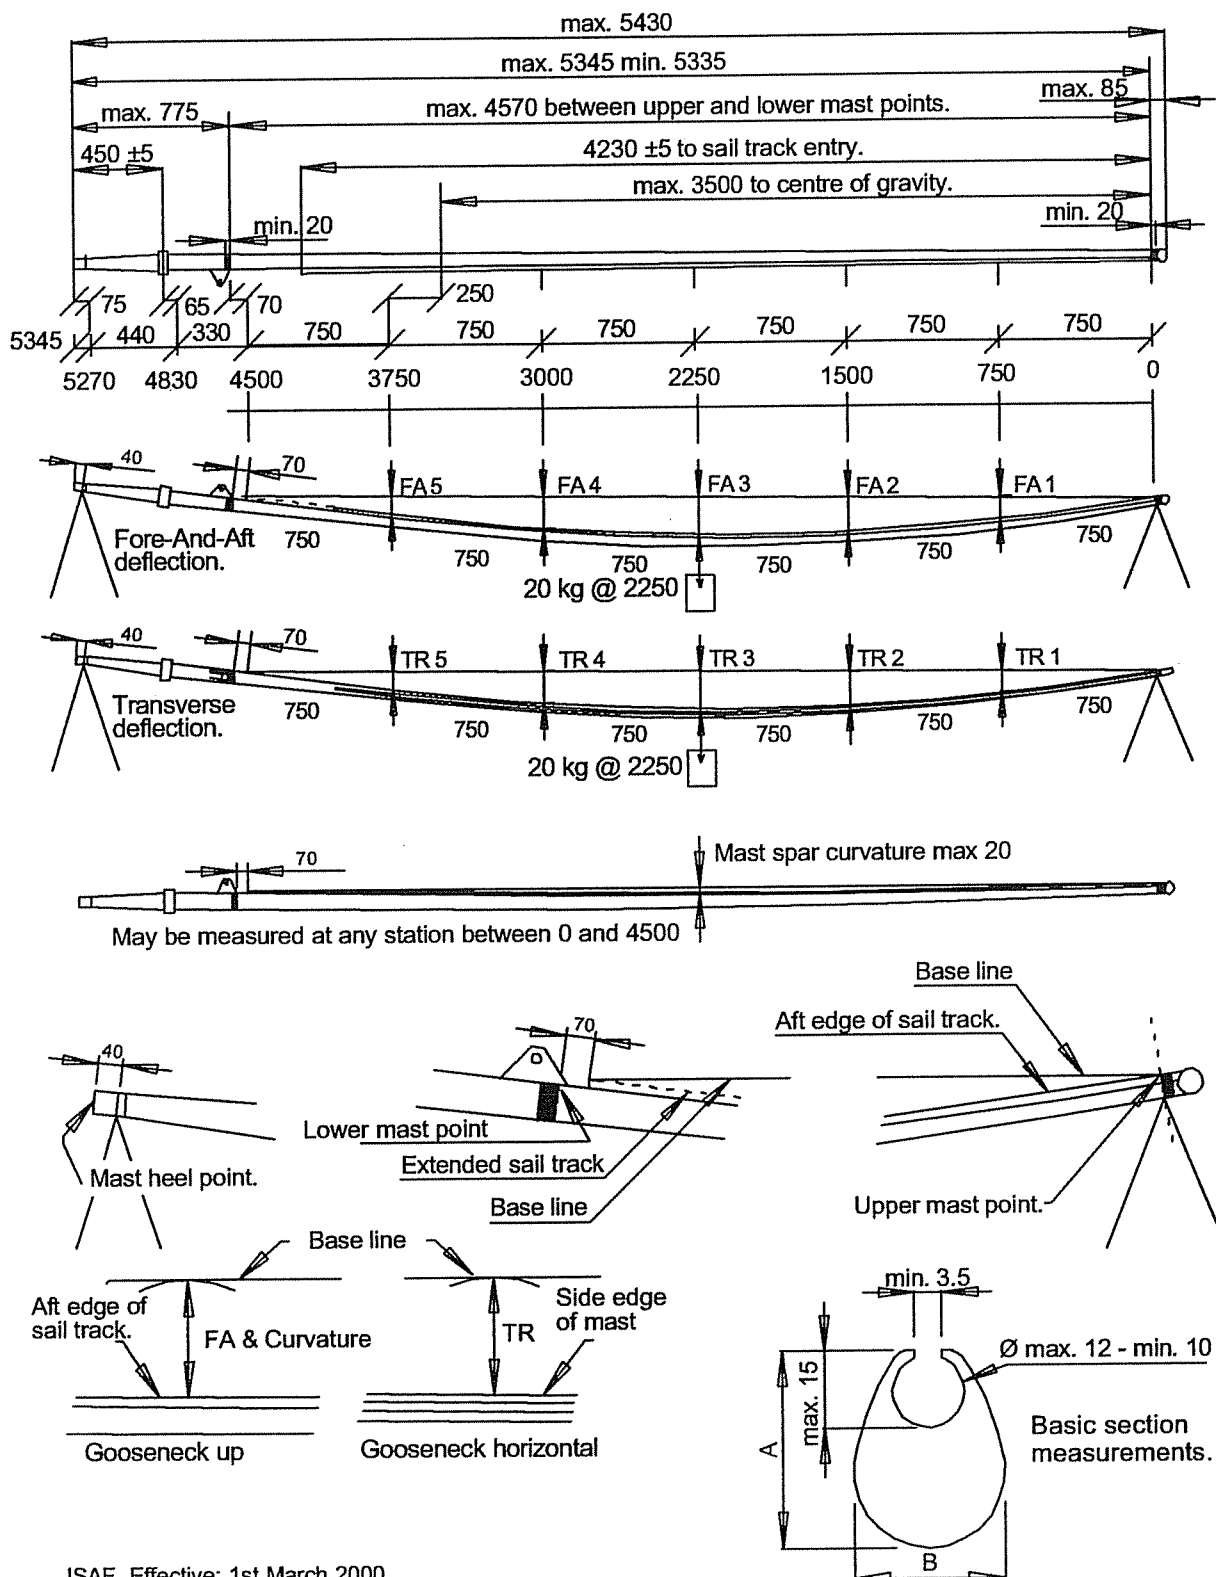 max. 5430
max. 5345 min. 5335
max. 85
max. 775
max. 4570 between upper and lower mast points.
450 ±5
4230 ±5 to sail track entry.
max. 3500 to centre of gravity.
min. 20
min. 20
75
65
70
250
5345
440
330
750
750
750
750
750
750
5270
4830
4500
3750
3000
2250
1500
750
0
40
70
FA 5
FA 4
FA 3
FA 2
FA 1
Fore-And-Aft
deflection.
750
750
750
750
750
750
20 kg @ 2250
40
70
TR 5
TR 4
TR 3
TR 2
TR 1
Transverse
deflection.
750
750
750
750
750
750
20 kg @ 2250
70
Mast spar curvature max 20
May be measured at any station between 0 and 4500
Base line
Aft edge of sail track.
40
70
Lower mast point
Extended sail track
Mast heel point.
Base line
Upper mast point.
Base line
min. 3.5
Aft edge of
sail track.
FA & Curvature
TR
Side edge
of mast
Ø max. 12 - min. 10
max. 15
A
Basic section
measurements.
Gooseneck up
Gooseneck horizontal
B
ISAF Effective: 1st March 2000